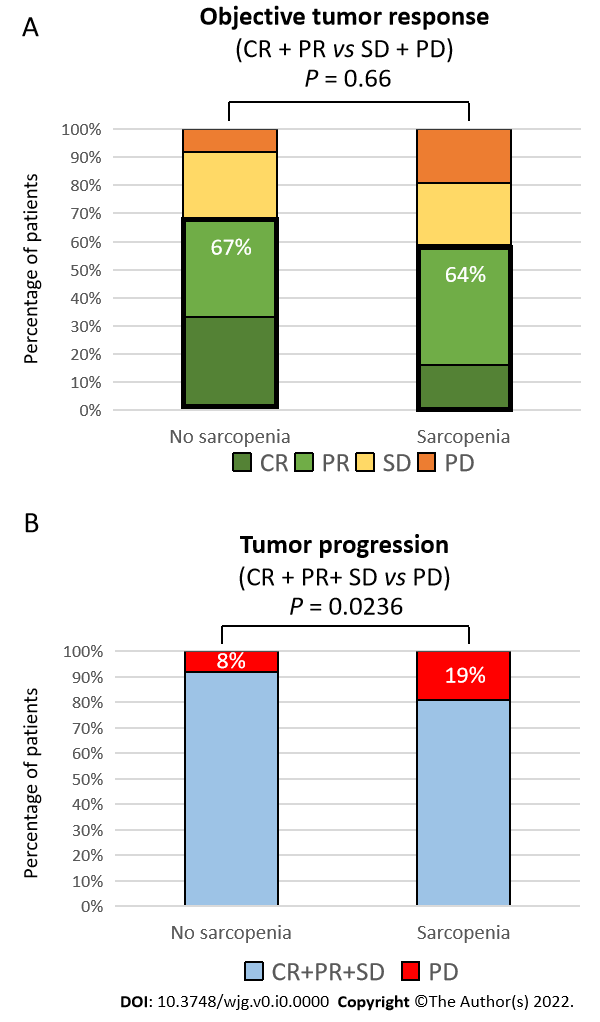 A
Objective tumor response
(CR + PR vs SD + PD)
P = 0.66
Percentage of patients
100%
90%
80%
70%
60%
50%
40%
30%
20%
10%
0%
67%
64%
No sarcopenia
Sarcopenia
CR PR SD PD
B
Tumor progression
(CR + PR+ SD vs PD)
P = 0.0236
Percentage of patients
100%
90%
80%
70%
60%
50%
40%
30%
20%
10%
0%
8%
19%
No sarcopenia
Sarcopenia
CR+PR+SD PD
DOI: 10.3748/wjg.v0.i0.0000 Copyright ©The Author(s) 2022.